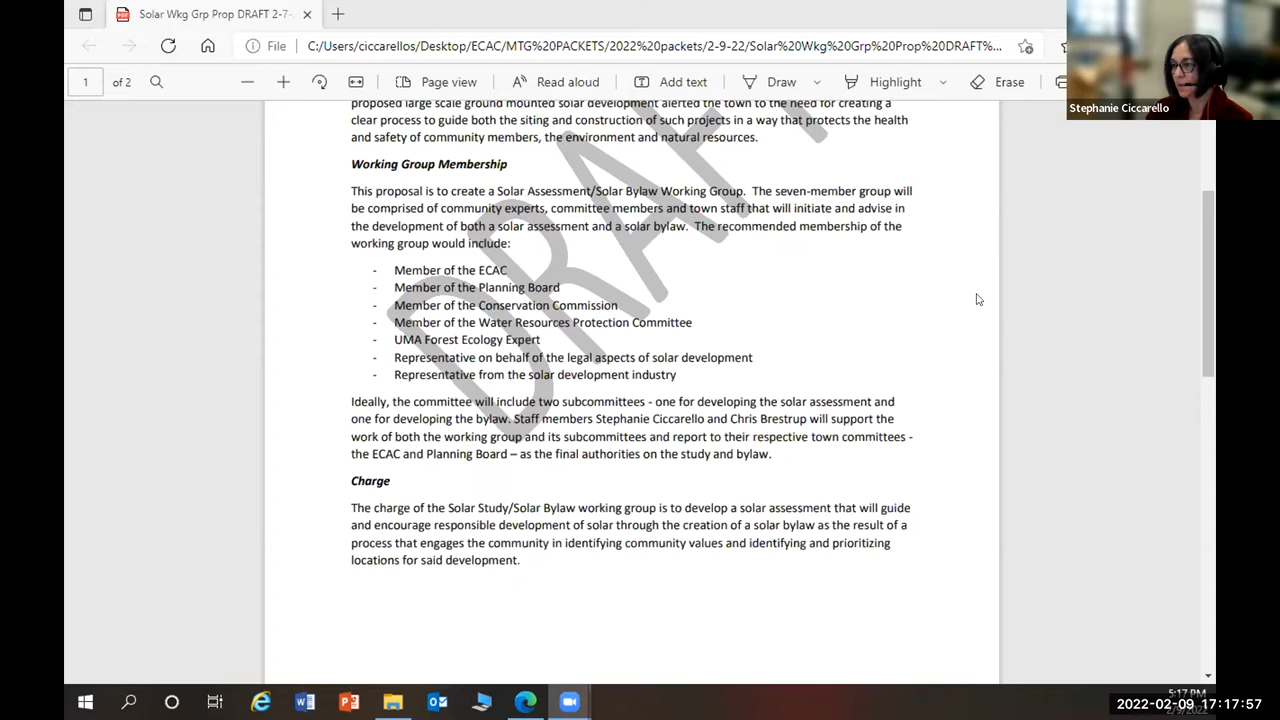 Solar Wkg Grp Prop DRAFT 2-7-
File
C:/Users/ciccarellos/Desktop/ECAC/MTG%20PACKETS/2022%20packets/2-9-22/Solar%20Wkg%20Grp%20Prop%20DRAFT%...
1 of 2
Page view
Read aloud
Add text
Draw
Highlight
Erase
Stephanie Ciccarello
proposed large scale ground mounted solar development alerted the town to the need for creating a
clear process to guide both the siting and construction of such projects in a way that protects the health
and safety of community members, the environment and natural resources.
Working Group Membership
This proposal is to create a Solar Assessment/Solar Bylaw Working Group. The seven-member group will
be comprised of community experts, committee members and town staff that will initiate and advise in
the development of both a solar assessment and a solar bylaw. The recommended membership of the
working group would include:
- Member of the ECAC
- Member of the Planning Board
- Member of the Conservation Commission
- Member of the Water Resources Protection Committee
- UMA Forest Ecology Expert
- Representative on behalf of the legal aspects of solar development
- Representative from the solar development industry
DRAFT
Ideally, the committee will include two subcommittees - one for developing the solar assessment and
one for developing the bylaw. Staff members Stephanie Ciccarello and Chris Brestrup will support the
work of both the working group and its subcommittees and report to their respective town committees -
the ECAC and Planning Board – as the final authorities on the study and bylaw.
Charge
The charge of the Solar Study/Solar Bylaw working group is to develop a solar assessment that will guide
and encourage responsible development of solar through the creation of a solar bylaw as the result of a
process that engages the community in identifying community values and identifying and prioritizing
locations for said development.
5:17 PM
2022-02-09 17:17:57